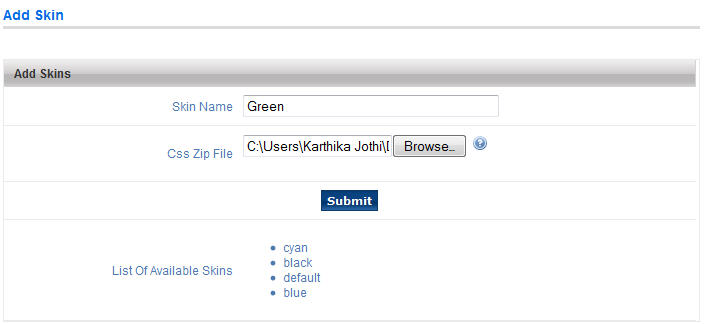 Add Skin
Add Skins
Skin Name Green
Css Zip File C:\Users\Karthika Jothi\ Browse..
Submit
List Of Available Skins
cyan
black
default
blue